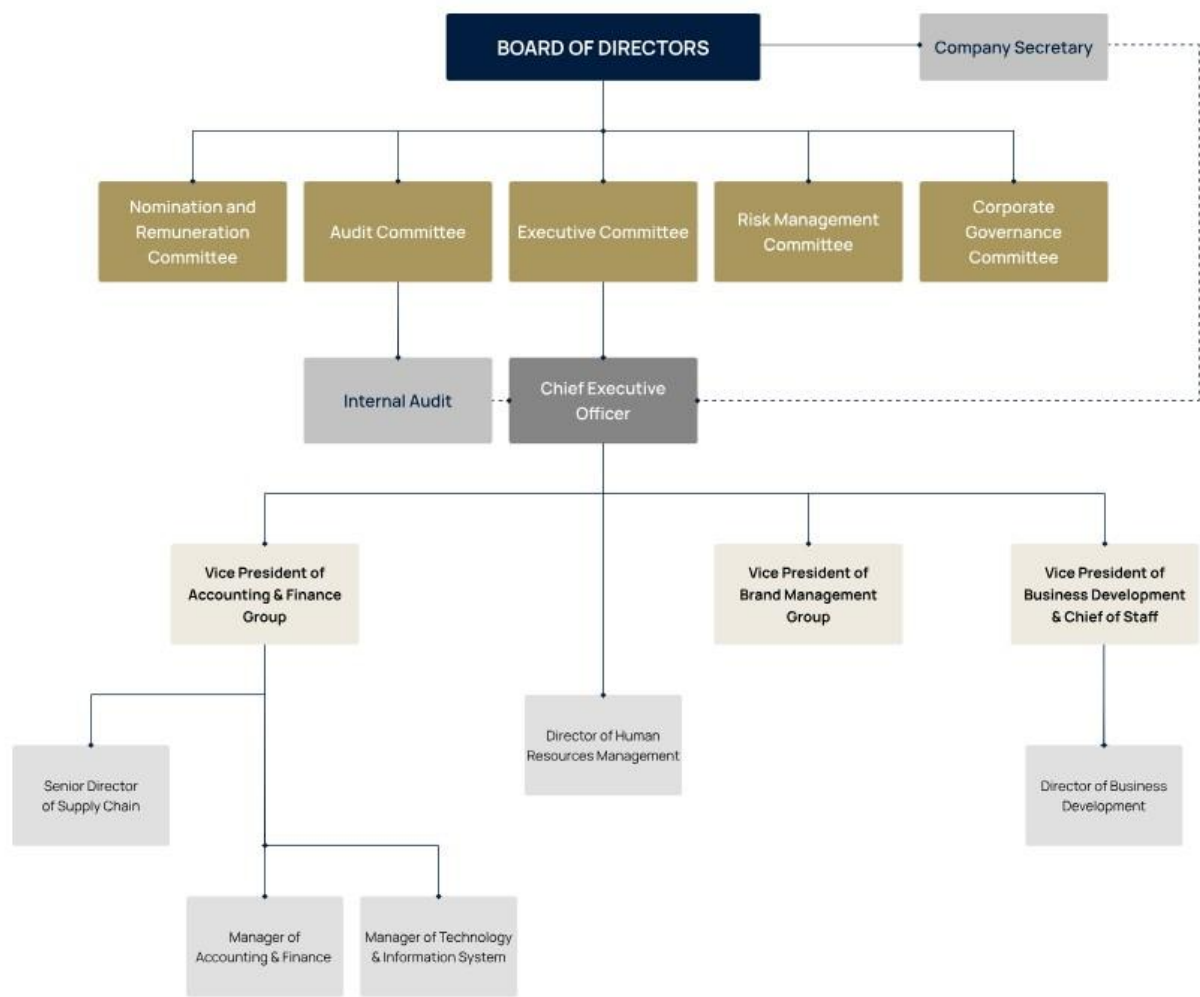 BOARD OF DIRECTORS
Company Secretary
Nomination and
Remuneration
Committee
Audit Committee
Executive Committee
Risk Management
Committee
Corporate
Governance
Committee
Internal Audit
Chief Executive
Officer
Vice President of
Accounting & Finance
Group
Vice President of
Brand Management
Group
Vice President of
Business Development
& Chief of Staff
Senior Director
of Supply Chain
Director of Human
Resources Management
Director of Business
Development
Manager of
Accounting & Finance
Manager of Technology
& Information System